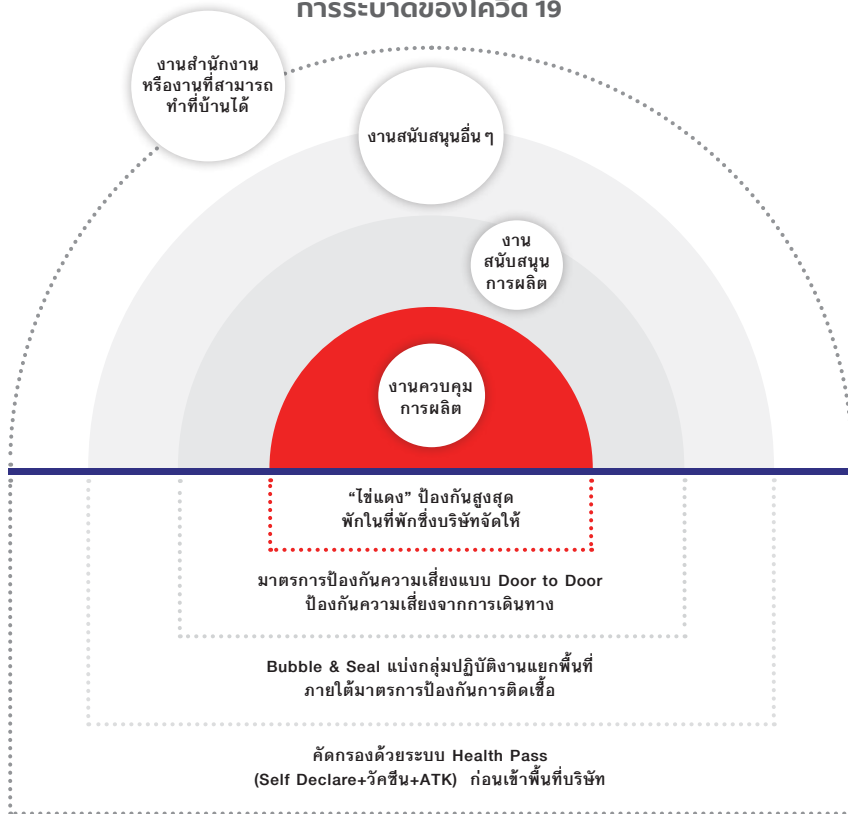 การระบาดของโควิด 19
งานสำนักงาน
หรืองานที่สามารถ
ทำที่บ้านได้
งานสนับสนุนอื่น ๆ
งาน
สนับสนุน
การผลิต
งานควบคุม
การผลิต
“ไข่แดง” ป้องกันสูงสุด
พักในที่พักซึ่งบริษัทจัดให้
มาตรการป้องกันความเสี่ยงแบบ Door to Door
ป้องกันความเสี่ยงจากการเดินทาง
Bubble & Seal แบ่งกลุ่มปฏิบัติงานแยกพื้นที่
ภายใต้มาตรการป้องกันการติดเชื้อ
คัดกรองด้วยระบบ Health Pass
(Self Declare+วัคซีน+ATK) ก่อนเข้าพื้นที่บริษัท